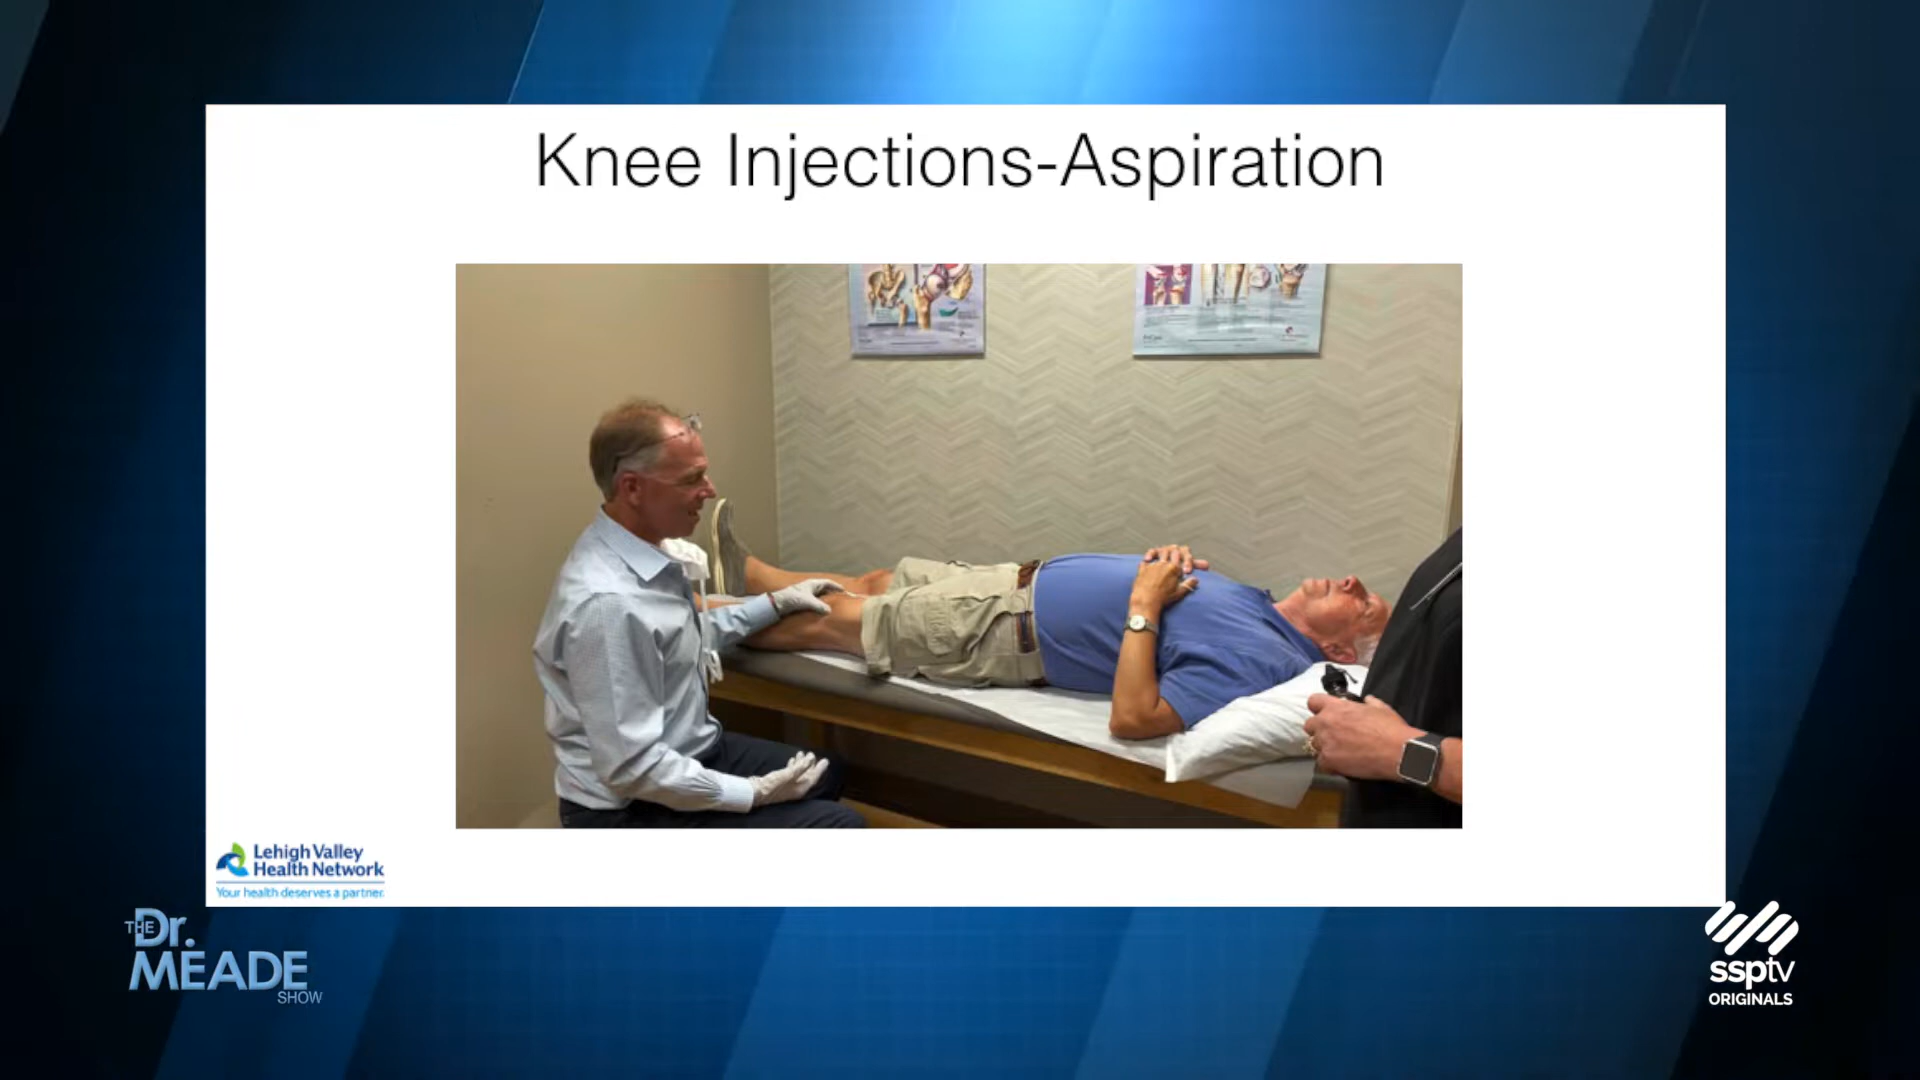 Knee Injections-Aspiration
Lehigh Valley
Health Network
Your health deserves a partner.
THE Dr.
MEADE
SHOW
ssptv
ORIGINALS